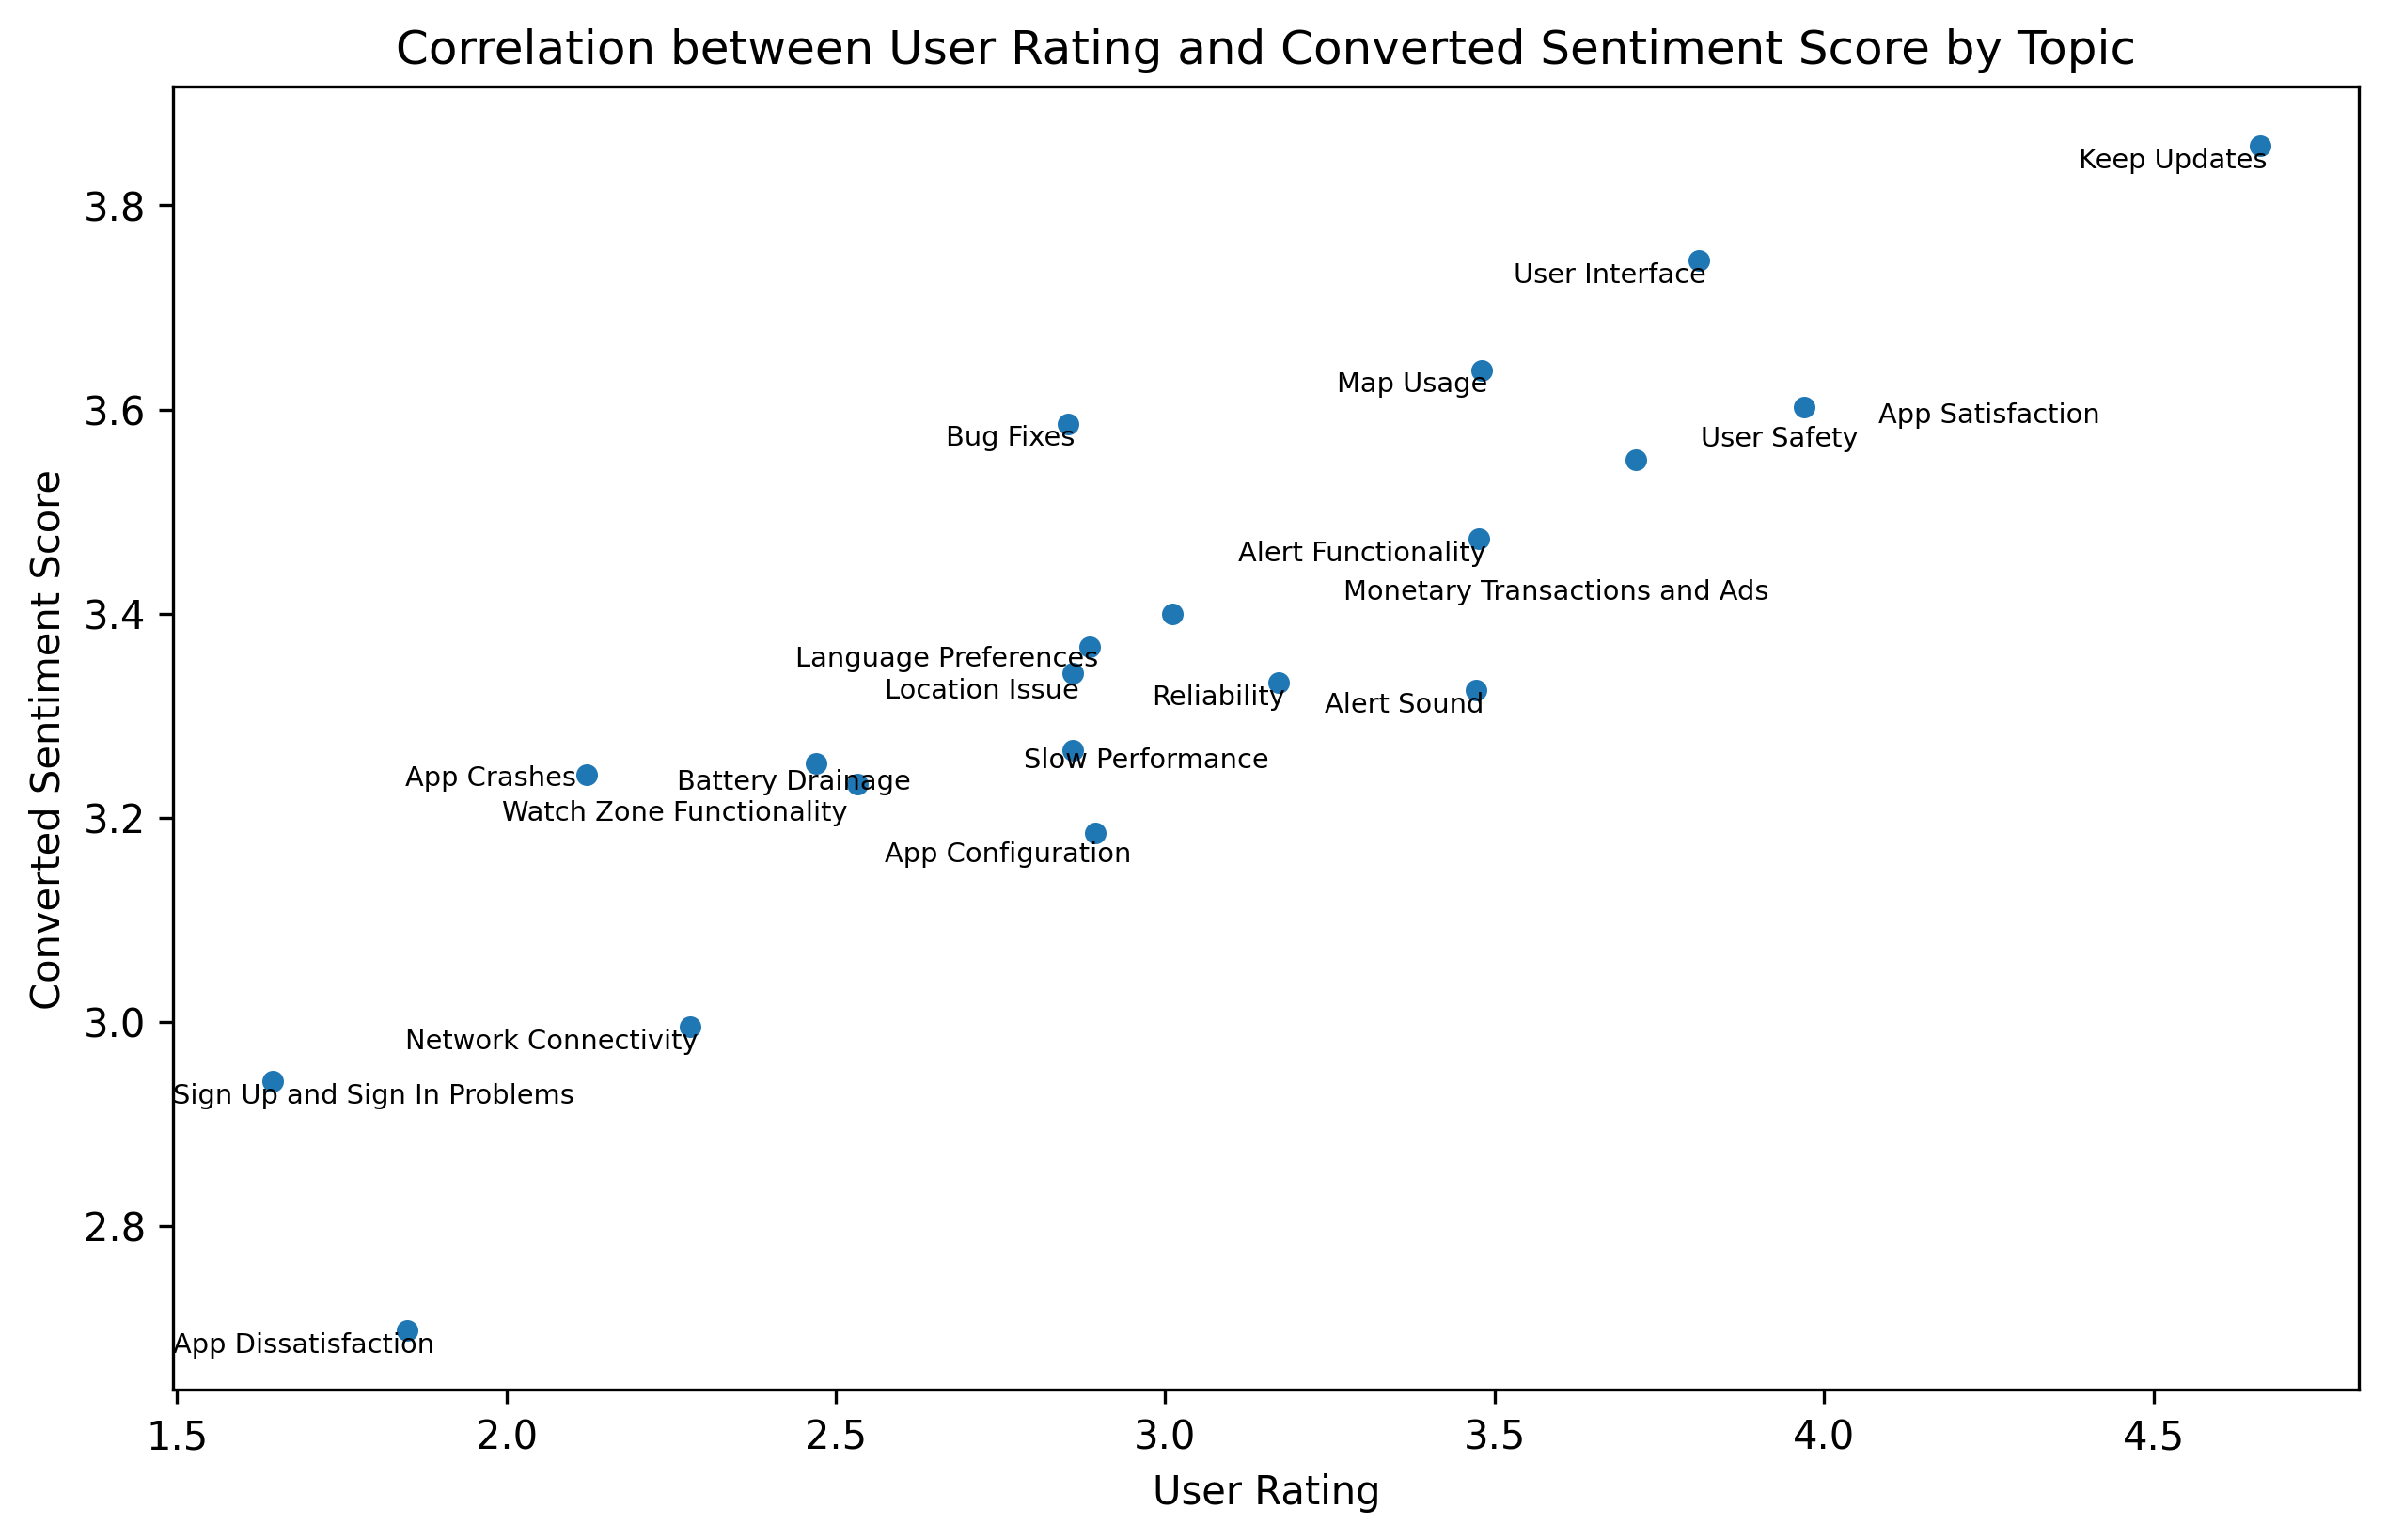 Correlation between User Rating and Converted Sentiment Score by Topic
Converted Sentiment Score
3.8
3.6
3.4
3.2
3.0
2.8
Keep Updates
User Interface
Map Usage
App Satisfaction
Bug Fixes
User Safety
Alert Functionality
Monetary Transactions and Ads
Language Preferences
Location Issue
Reliability
Alert Sound
Slow Performance
App Crashes
Battery Drainage
Watch Zone Functionality
App Configuration
Network Connectivity
Sign Up and Sign In Problems
App Dissatisfaction
1.5 2.0 2.5 3.0 3.5 4.0 4.5
User Rating